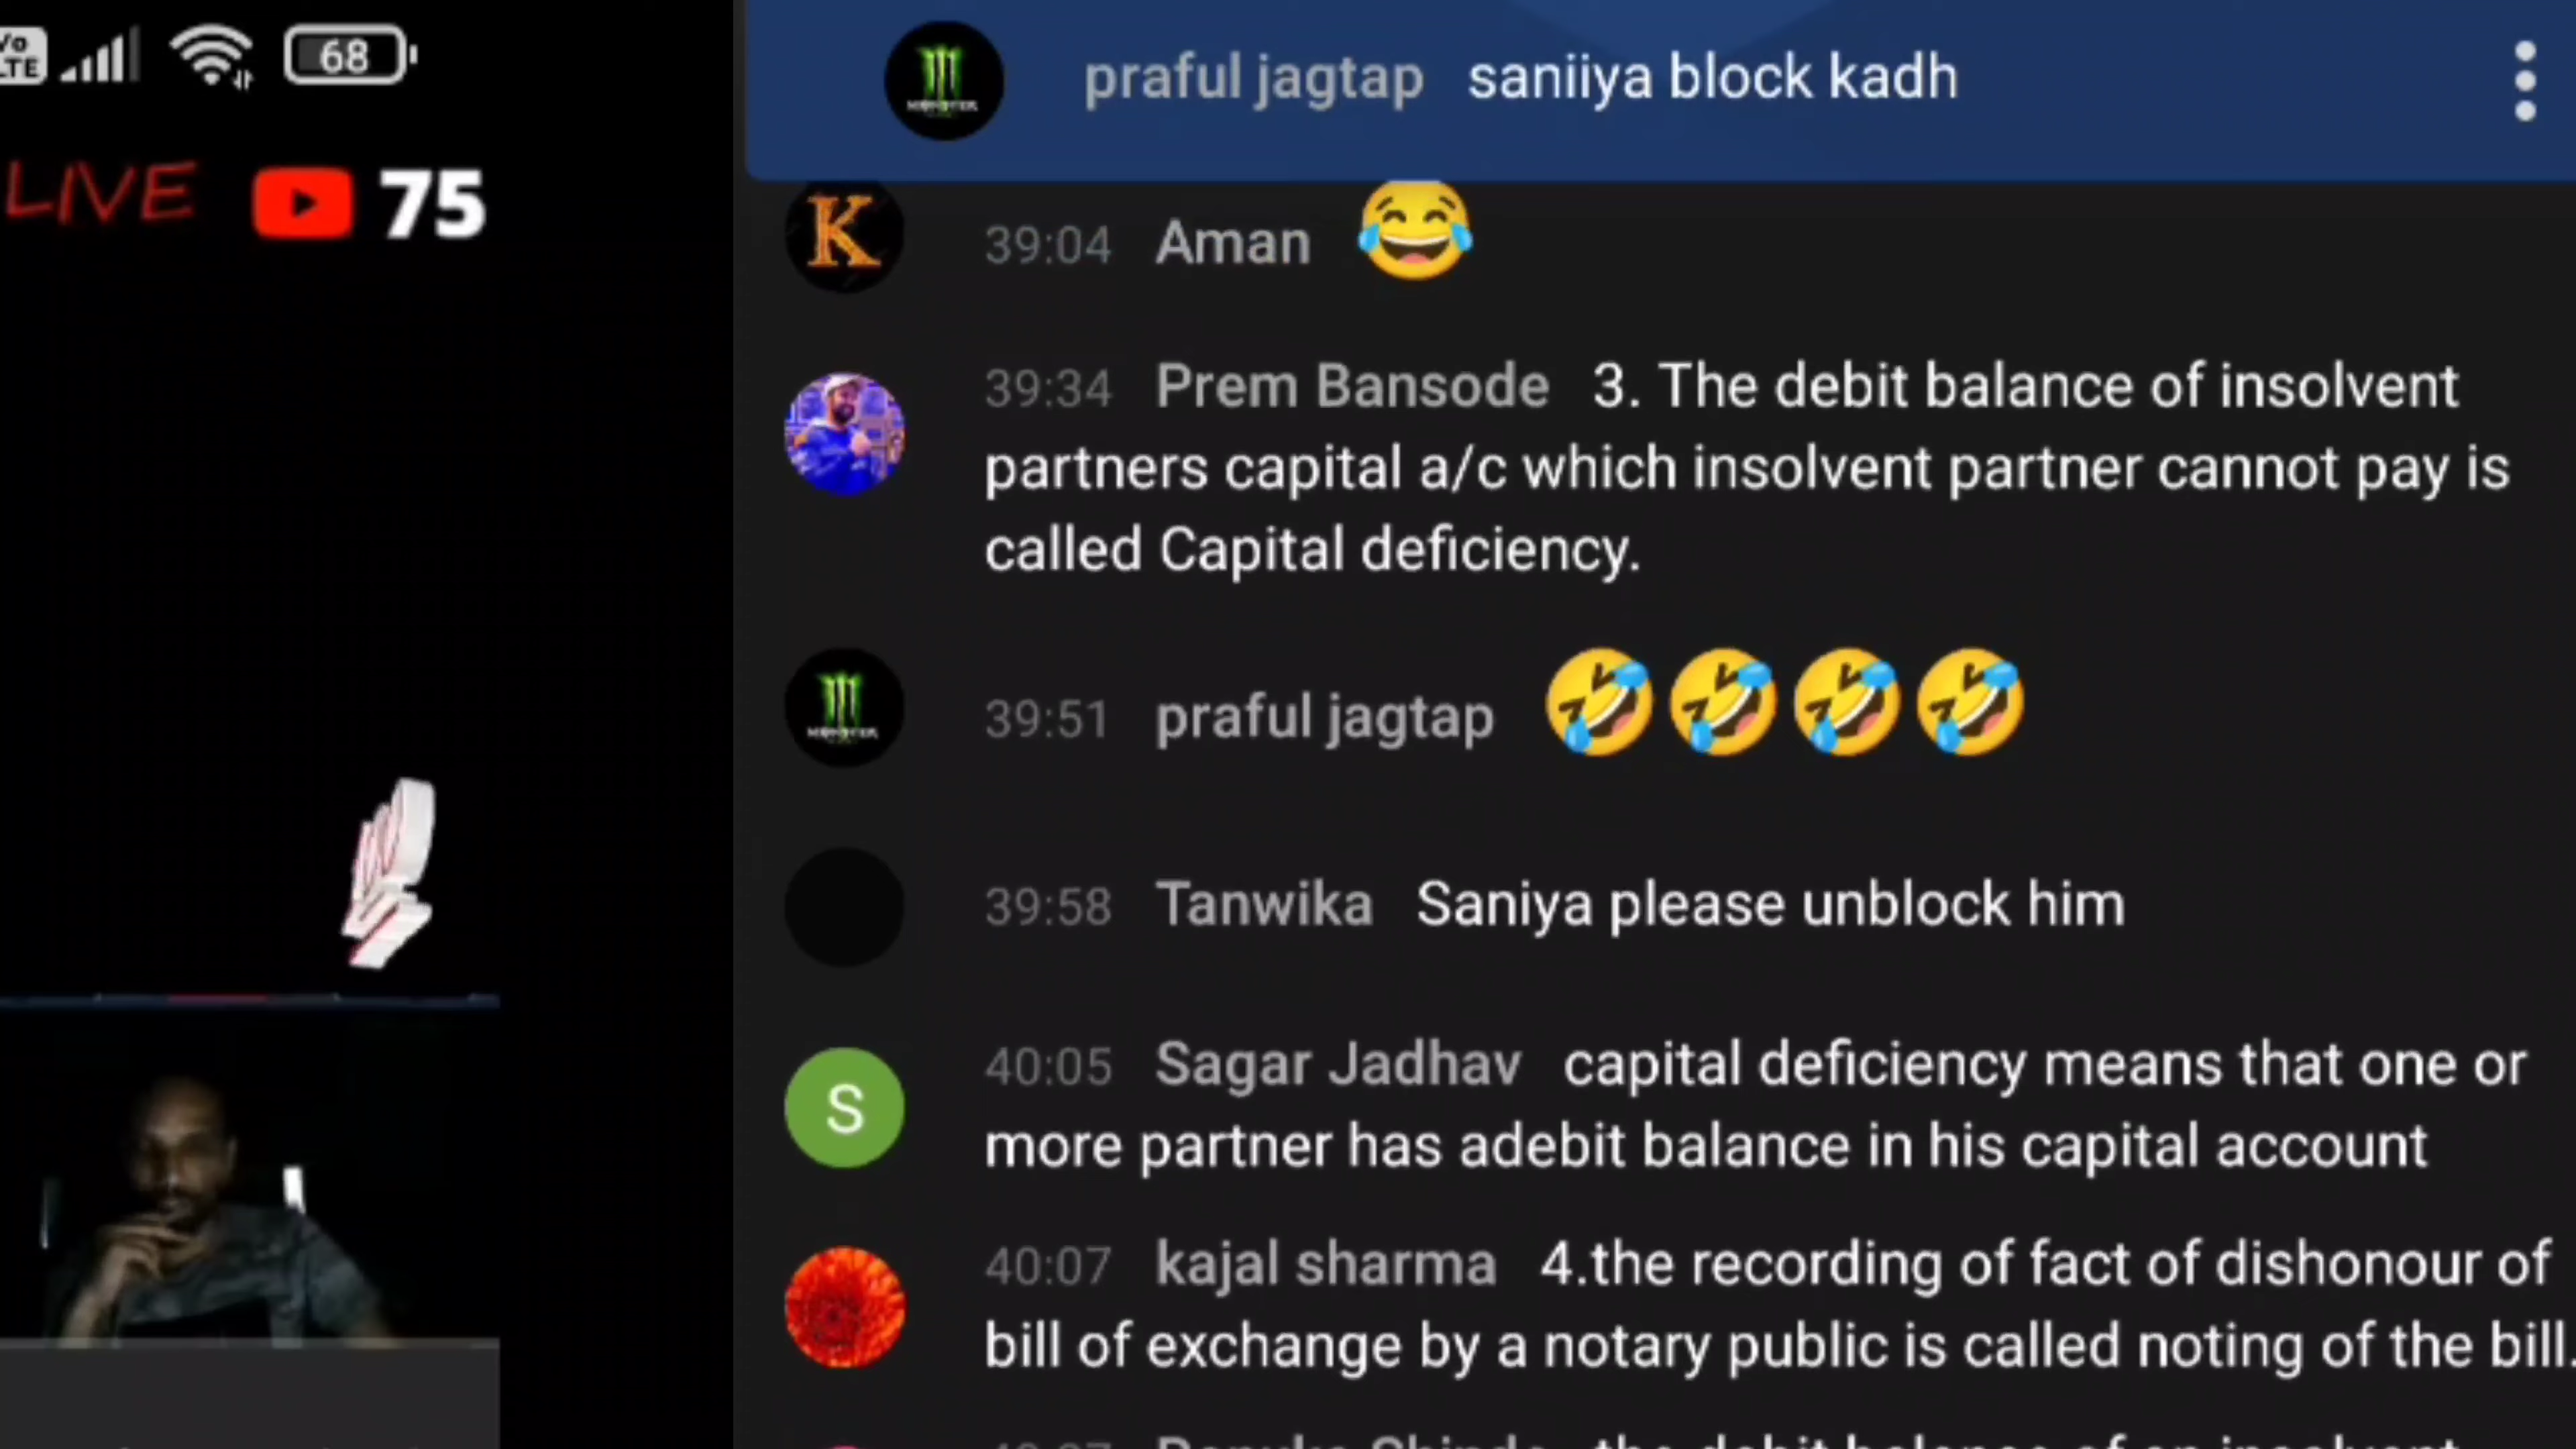 Vo
LTE
68
LIVE 75
praful jagtap saniiya block kadh
K
39:04 Aman 😂
39:34 Prem Bansode 3. The debit balance of insolvent
partners capital a/c which insolvent partner cannot pay is
called Capital deficiency.
MONSTER
39:51 praful jagtap 🤣🤣🤣🤣
39:58 Tanwika Saniya please unblock him
S
40:05 Sagar Jadhav capital deficiency means that one or
more partner has adebit balance in his capital account
40:07 kajal sharma 4.the recording of fact of dishonour of
bill of exchange by a notary public is called noting of the bill.